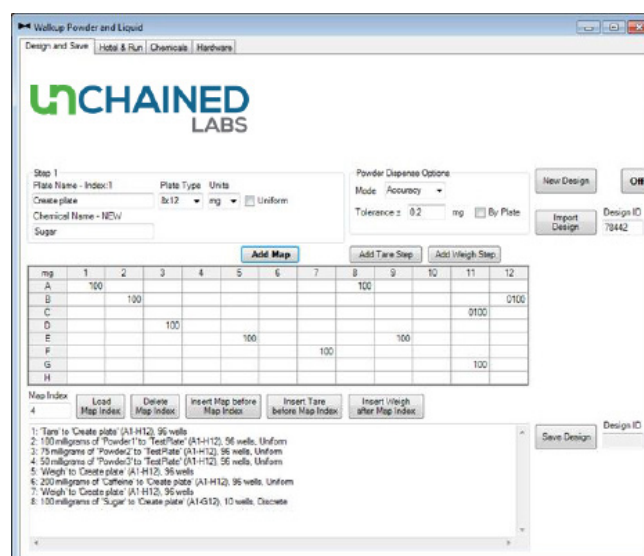 Walkup Powder and Liquid
Design and Save Hotel & Run Chemicals Hardware
UNCHAINED
LABS
Step 1
Plate Name - Index:1 Plate Type Units
Create plate 8x12 mg Uniform
Chemical Name - NEW
Sugar
Powder Dispense Options
Mode Accuracy
Tolerance ± 0.2 mg By Plate
New Design Off
Import Design Design ID
78442
Add Map Add Tare Step Add Weigh Step
mg 1 2 3 4 5 6 7 8 9 10 11 12
A 100 100
B 100 0100
C 0100
D 100
E 100 100
F 100
G 100
H
Map Index
4
Load Map Index Delete Map Index Insert Map before Map Index Insert Tare before Map Index Insert Weigh after Map Index
1: 'Tare' to 'Create plate' (A1-H12), 96 wells
2: 100 milligrams of 'Powder1' to 'TestPlate' (A1-H12), 96 wells, Uniform
3: 75 milligrams of 'Powder2' to 'TestPlate' (A1-H12), 96 wells, Uniform
4: 50 milligrams of 'Powder3' to 'TestPlate' (A1-H12), 96 wells, Uniform
5: 'Weigh' to 'Create plate' (A1-H12), 96 wells
6: 200 milligrams of 'Caffeine' to 'Create plate' (A1-H12), 96 wells, Uniform
7: 'Weigh' to 'Create plate' (A1-H12), 96 wells
8: 100 milligrams of 'Sugar' to 'Create plate' (A1-G12), 10 wells, Discrete
Save Design Design ID